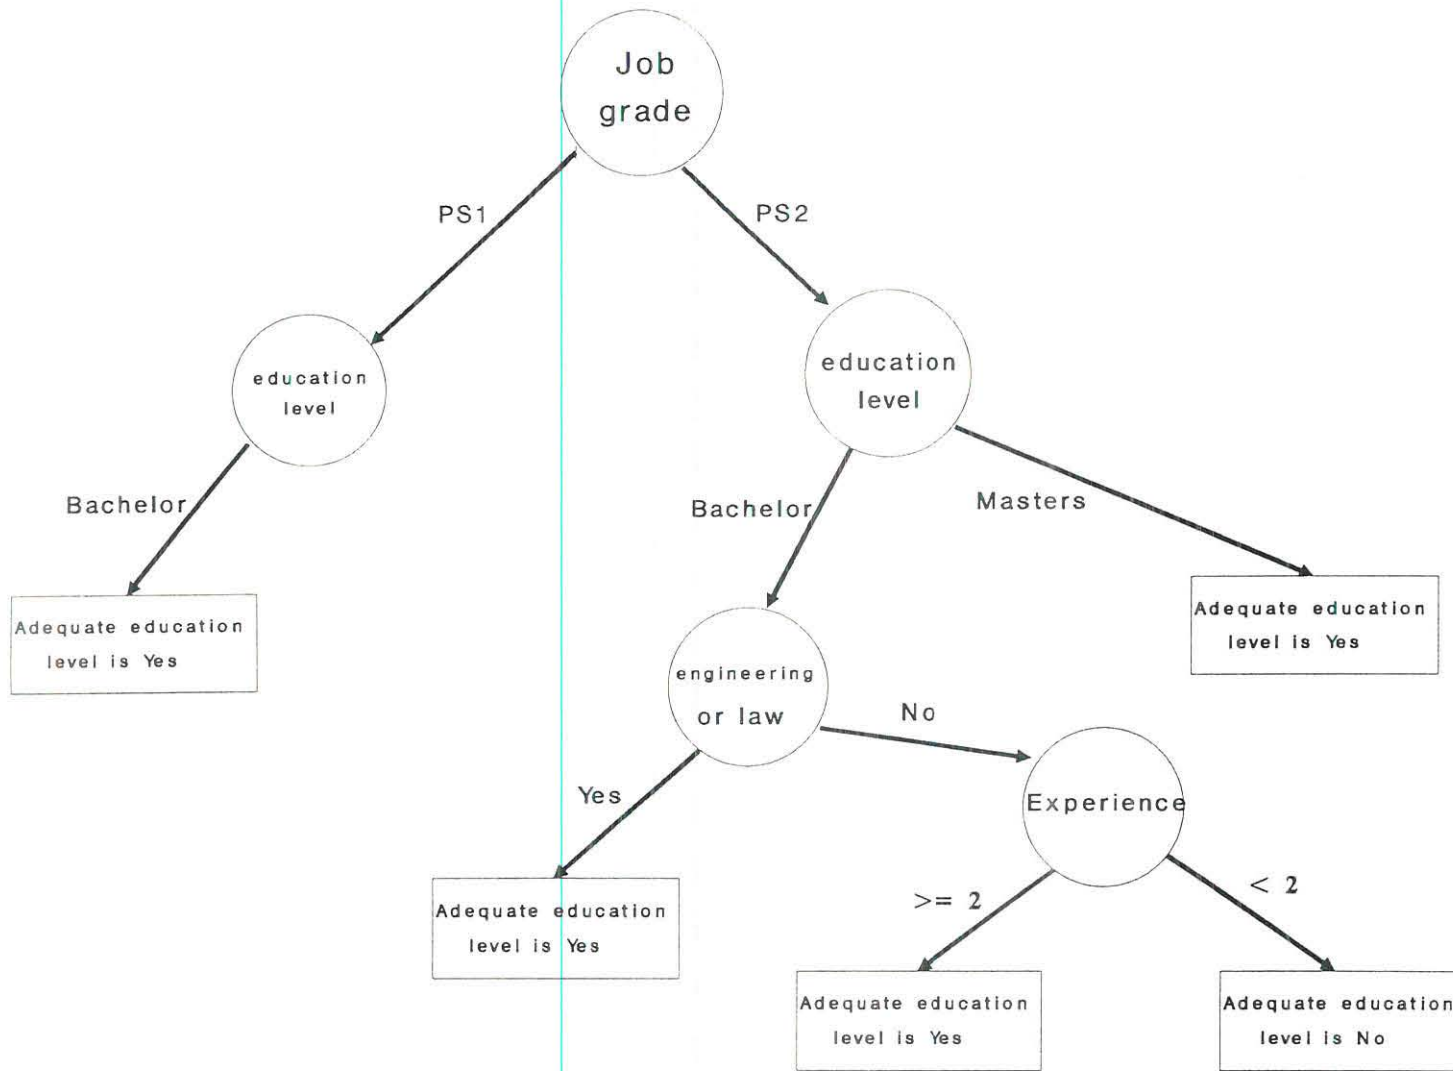 Job
grade
PS1
PS2
education
level
education
level
Bachelor
Bachelor
Masters
Adequate education
level is Yes
Adequate education
level is Yes
engineering
or law
No
Yes
Experience
>= 2
< 2
Adequate education
level is Yes
Adequate education
level is Yes
Adequate education
level is No